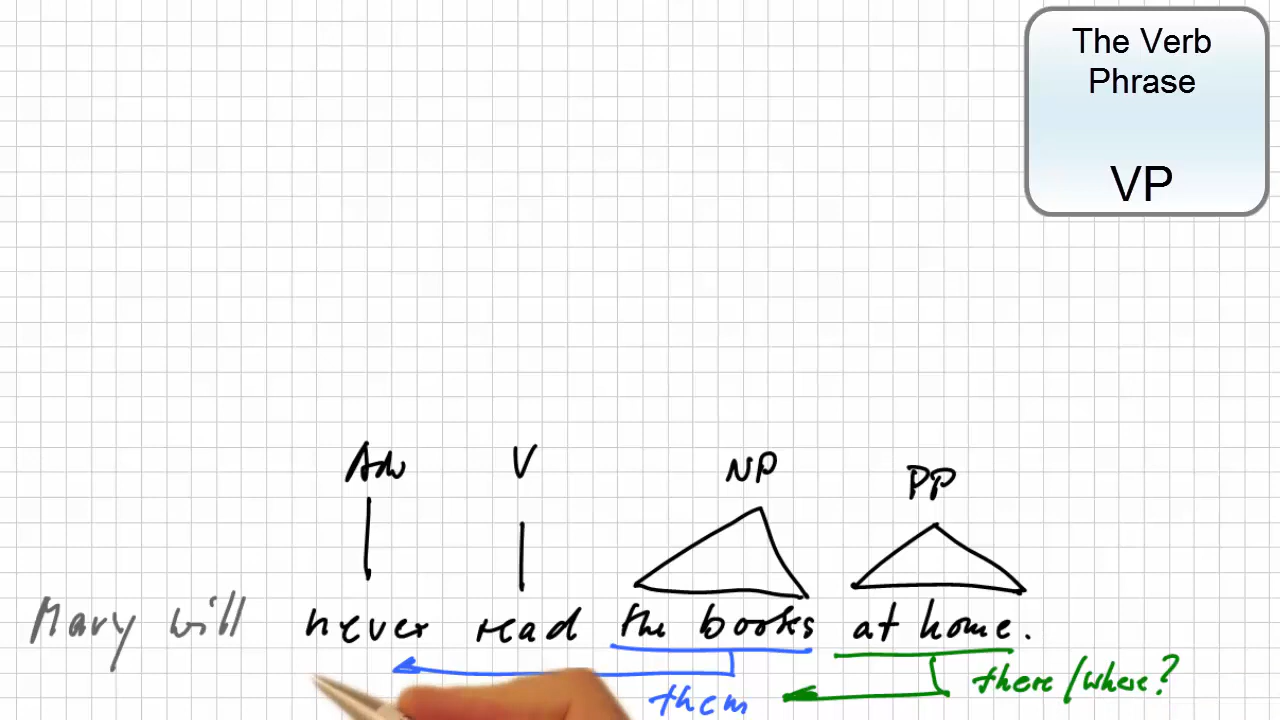 The Verb
Phrase
VP
Adv V NP PP
Mary will never read the books at home.
them there/where?